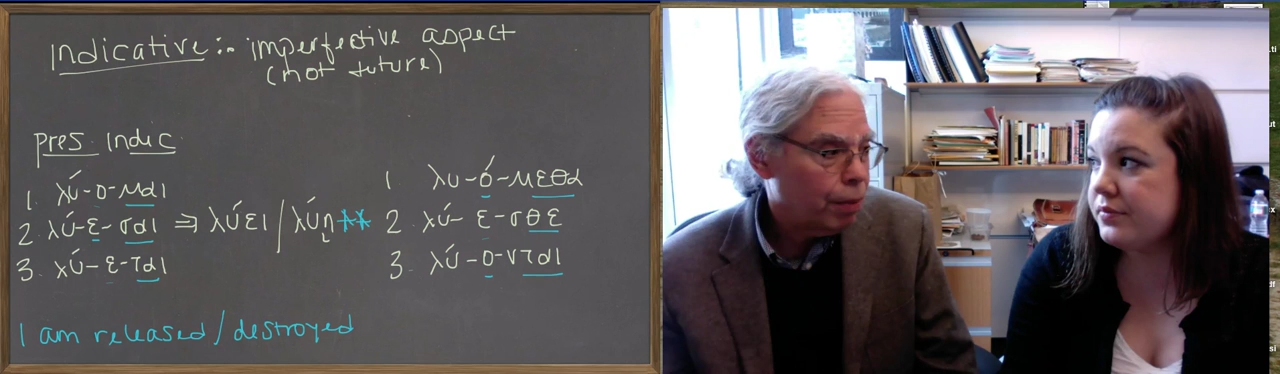 Indicative:- imperfective aspect
(not future)
Pres. Indic
1. λύ-ο-μαι
2. λύ-ε-σαι ⇒ λύει/λύῃ**
3. λύ-ε-ται
1 λυ-ό-μεθα
2. λύ-ε-σθε
3. λύ-ο-νται
I am released/destroyed